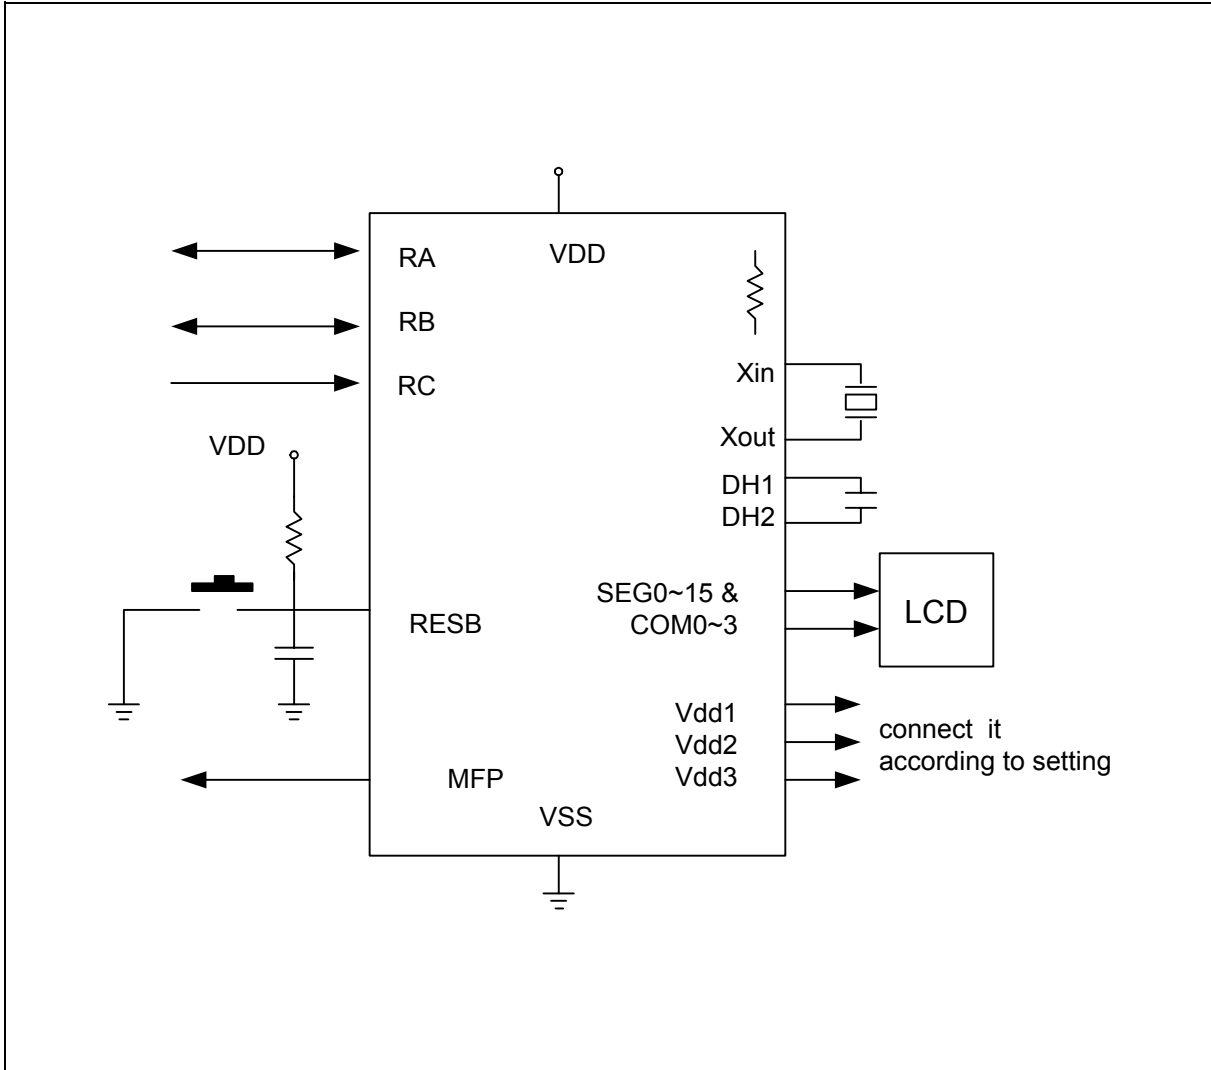 VDD
RA
RB
RC
VDD
RESB
MFP
VSS
Xin
Xout
DH1
DH2
SEG0~15 &
COM0~3
LCD
Vdd1
Vdd2
Vdd3
connect it
according to setting